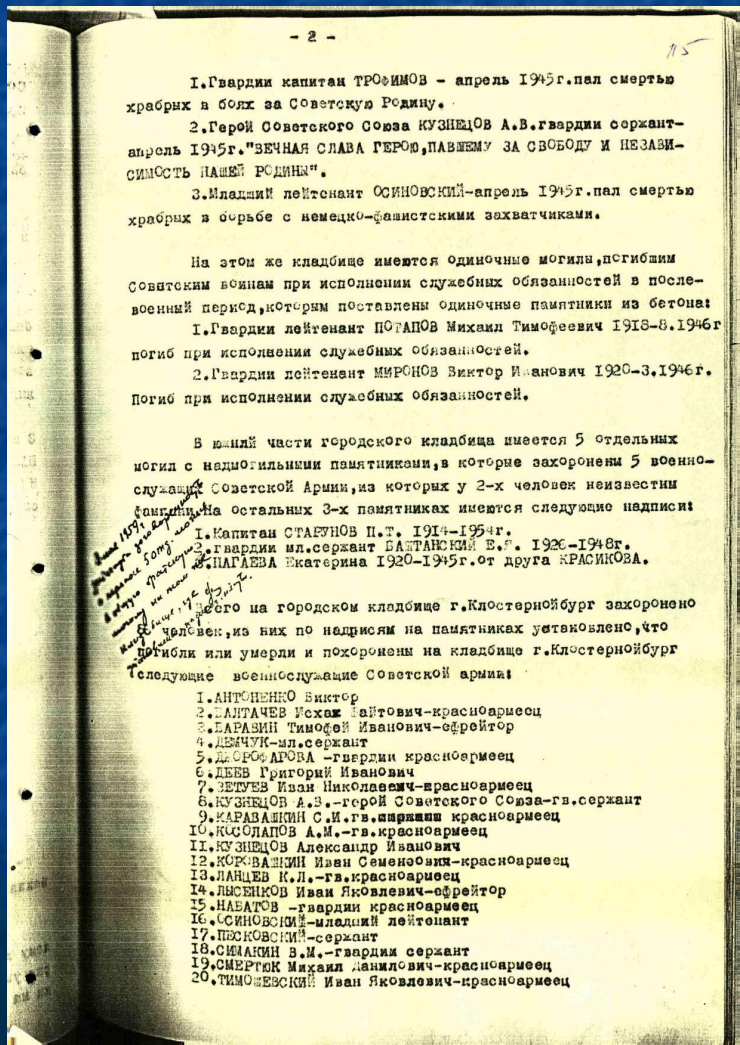 - 2 -
115
I.Гвардии капитан ТРОФИМОВ - апрель 1945г.пал смертью
храбрых в боях за Советскую Родину.
2.Герой Советского Союза КУЗНЕЦОВ А.В.гвардии сержант-
апрель 1945г."ВЕЧНАЯ СЛАВА ГЕРОЮ,ПАВШЕМУ ЗА СВОБОДУ И НЕЗАВИ-
СИМОСТЬ НАШЕЙ РОДИНЫ".
3.Младший лейтенант ОСИНОВСКИЙ-апрель 1945г.пал смертью
храбрых в борьбе с немецко-фашистскими захватчиками.
На этом же кладбище имеются одиночные могилы,погибшим
Советским воинам при исполнении служебных обязанностей в после-
военный период,которым поставлены одиночные памятники из бетона:
I.Гвардии лейтенант ПОТАПОВ Михаил Тимофеевич 1918-8.1946г
погиб при исполнении служебных обязанностей.
2.Гвардии лейтенант МИРОНОВ Виктор Иванович 1920-3.1946г.
Погиб при исполнении служебных обязанностей.
В южнлй части городского кладбища имеется 5 отдельных
могил с надмогильными памятниками,в которые захоронены 5 военно-
служащих Советской Армии,из которых у 2-х человек неизвестны
фамилии.На остальных 3-х памятниках имеются следующие надписи:
I.Капитан СТАРУНОВ П.Т. 1914-1954г.
2.гвардии мл.сержант БАШТАНСКИЙ Е.Ф. 1926-1948г.
3.НАГАЕВА Екатерина 1920-1945г.от друга КРАСИКОВА.
1959г.
Всего на городском кладбище г.Клостернойбург захоронено
человек,из них по надписям на памятниках установлено,что
погибли или умерли и похоронены на кладбище г.Клостернойбург
следующие военнослужащие Советской армии:
I.АНТОНЕНКО Виктор
2.БАЛТАЧЕВ Исхак Гайтович-красноармеец
3.БАРАЗИН Тимофей Иванович-ефрейтор
4.ДЕМЧУК-мл.сержант
5.ДОРОФАРОВА -гвардии красноармеец
6.ДЕЕВ Григорий Иванович
7.ЗЕТУЕВ Иван Николаевич-красноармеец
8.КУЗНЕЦОВ А.В.-герой Советского Союза-гв.сержант
9.КАРАВАШКИН С.И.гв. красноармеец
10.КОСОЛАПОВ А.М.-гв.красноармеец
II.КУЗНЕЦОВ Александр Иванович
12.КОРОВАШКИН Иван Семенович-красноармеец
13.ЛАНЦЕВ К.Л.-гв.красноармеец
14.ЛЫСЕНКОВ Иван Яковлевич-ефрейтор
15.НАБАТОВ -гвардии красноармеец
16.ОСИНОВСКИЙ-младший лейтенант
17.ПЕСКОВСКИЙ-сержант
18.СИМАКИН В.М.-гвардии сержант
19.СМЕРТЮК Михаил Данилович-красноармеец
20.ТИМОШЕВСКИЙ Иван Яковлевич-красноармеец